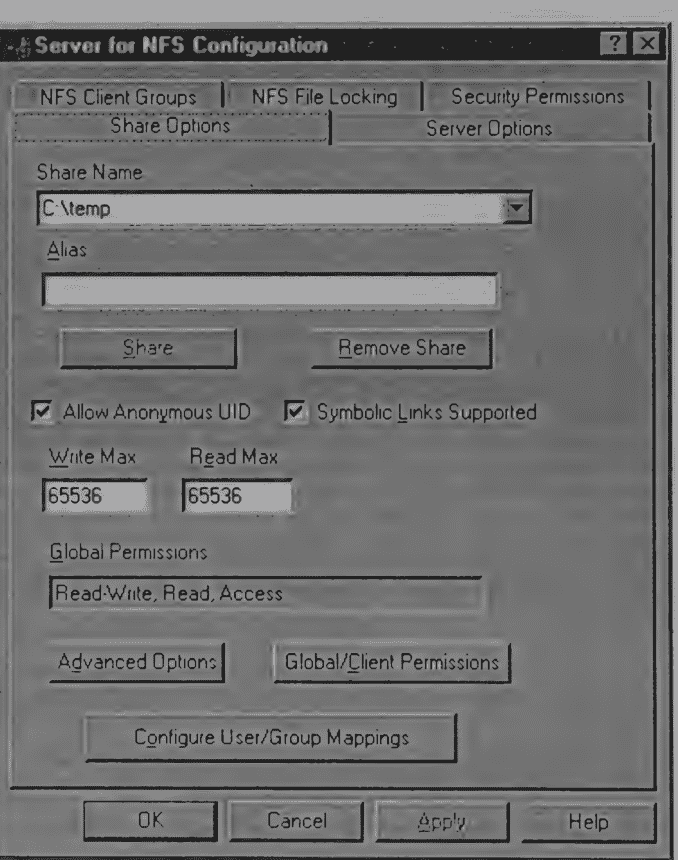 Server for NFS Configuration
NFS Client Groups NFS File Locking Security Permissions
Share Options Server Options
Share Name
C:\temp
Alias
Share Remove Share
Allow Anonymous UID Symbolic Links Supported
Write Max Read Max
65536 65536
Global Permissions
Read-Write, Read, Access
Advanced Options Global/Client Permissions
Configure User/Group Mappings
OK Cancel Apply Help